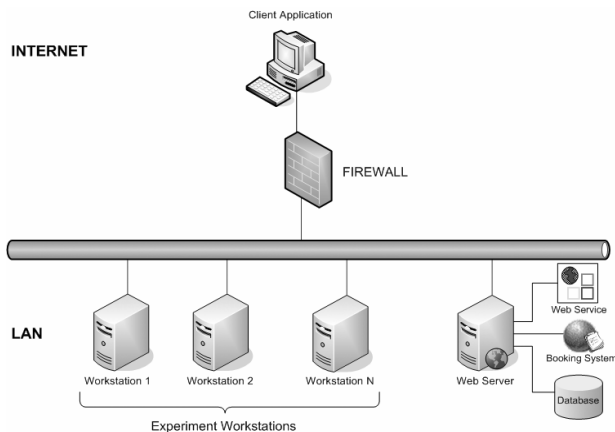 Client Application
INTERNET
FIREWALL
LAN
Workstation 1
Workstation 2
Workstation N
Web Server
Web Service
Booking System
Database
Experiment Workstations